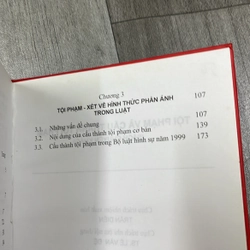 Chương 3
TỘI PHẠM - XÉT VỀ HÌNH THỨC PHẢN ÁNH 107
TRONG LUẬT
3.1. Những vấn đề chung 107
3.2. Nội dung của cấu thành tội phạm cơ bản 139
3.3. Cấu thành tội phạm trong Bộ luật hình sự năm 1999 173